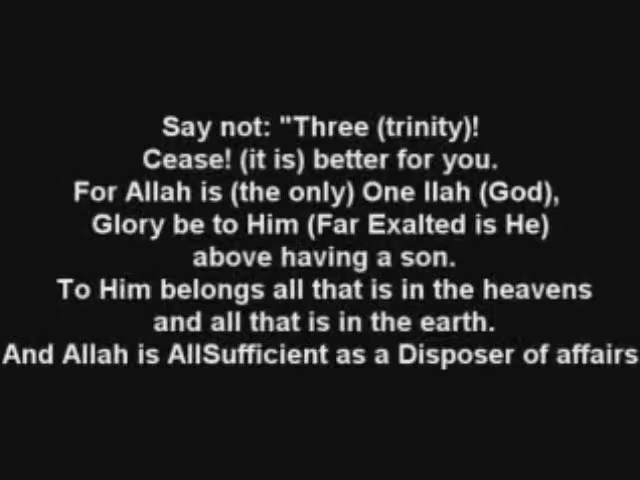 Say not: "Three (trinity)!
Cease! (it is) better for you.
For Allah is (the only) One Ilah (God),
Glory be to Him (Far Exalted is He)
above having a son.
To Him belongs all that is in the heavens
and all that is in the earth.
And Allah is AllSufficient as a Disposer of affairs